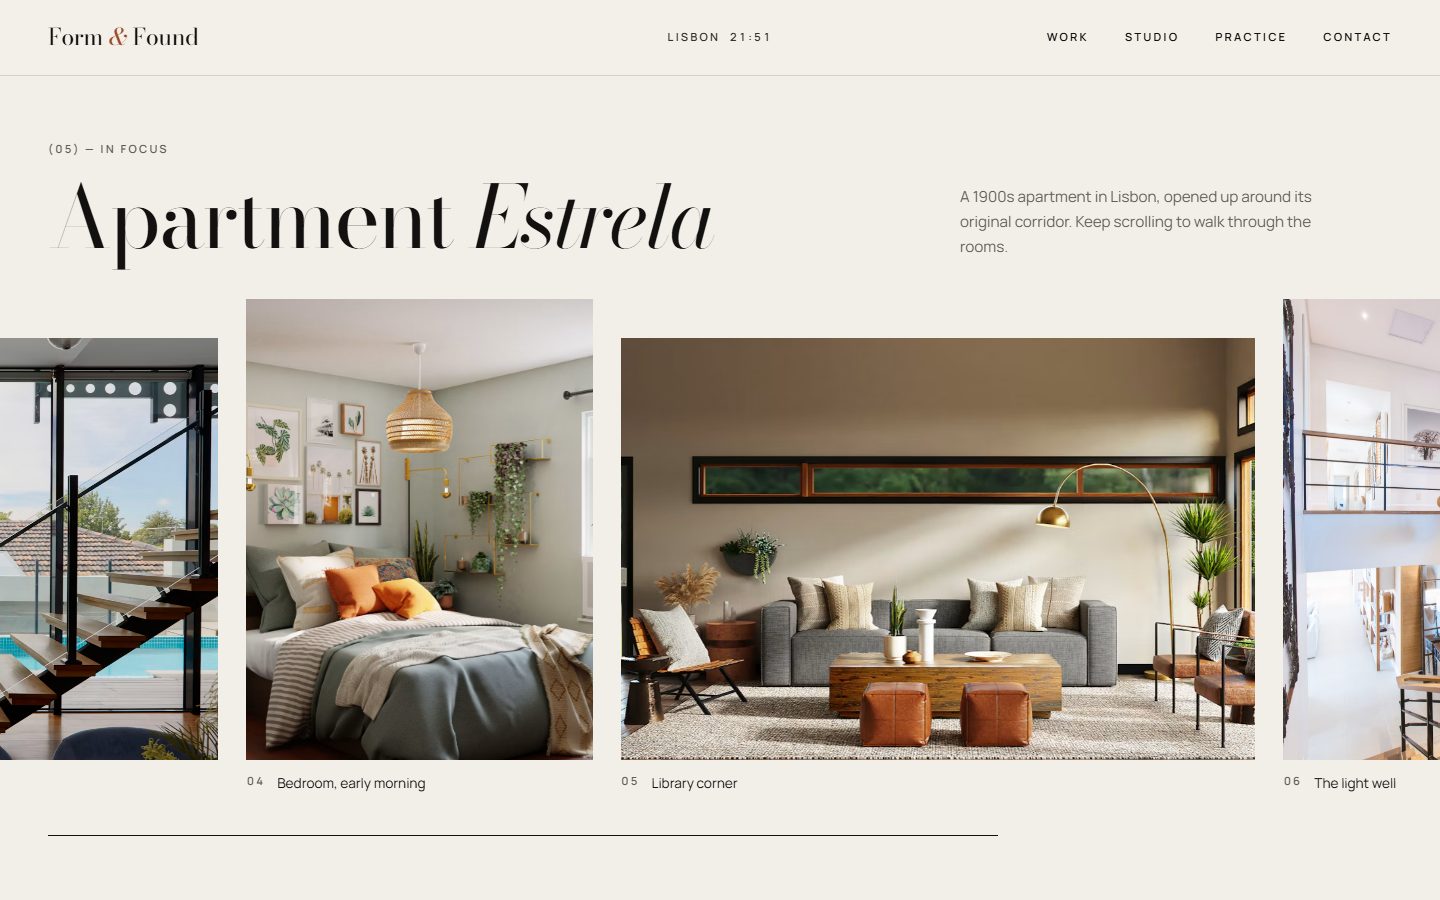 Form & Found
LISBON 21:51
WORK STUDIO PRACTICE CONTACT
(05) — IN FOCUS
Apartment Estrela
A 1900s apartment in Lisbon, opened up around its
original corridor. Keep scrolling to walk through the
rooms.
04 Bedroom, early morning
05 Library corner
06 The light well